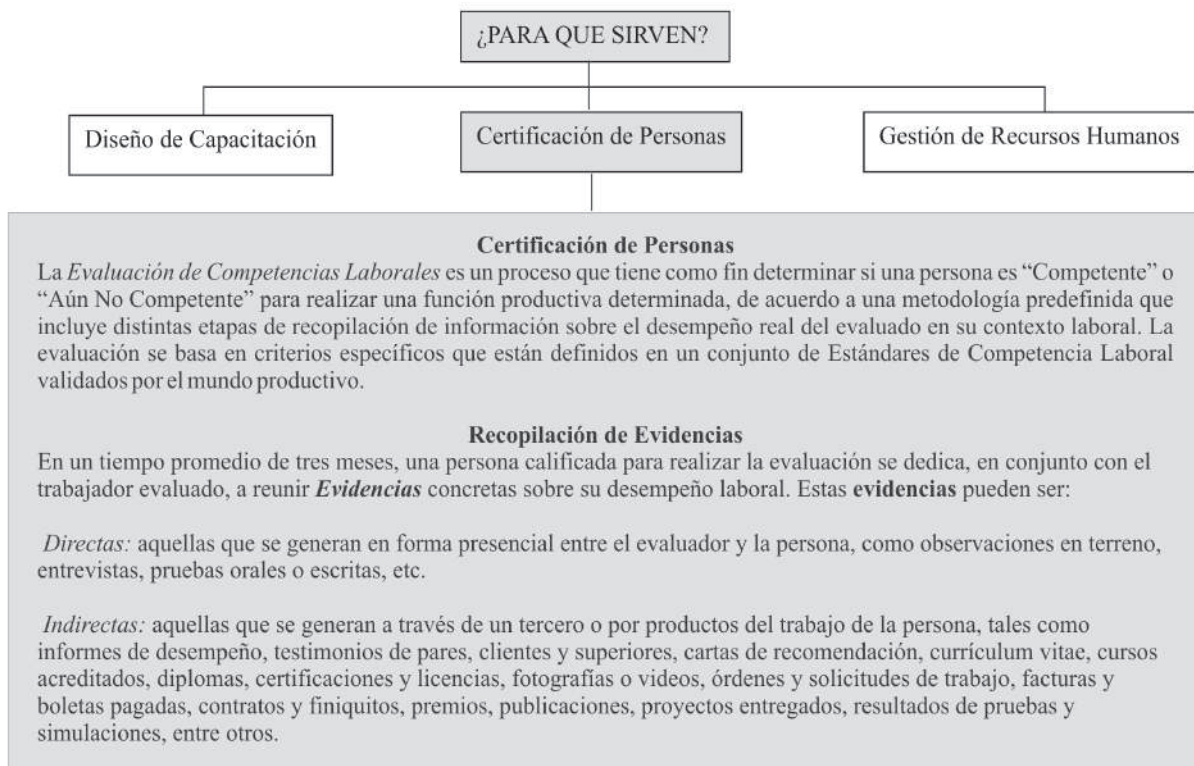 ¿PARA QUE SIRVEN?
Diseño de Capacitación
Certificación de Personas
Gestión de Recursos Humanos
Certificación de Personas
La Evaluación de Competencias Laborales es un proceso que tiene como fin determinar si una persona es “Competente” o
“Aún No Competente” para realizar una función productiva determinada, de acuerdo a una metodología predefinida que
incluye distintas etapas de recopilación de información sobre el desempeño real del evaluado en su contexto laboral. La
evaluación se basa en criterios específicos que están definidos en un conjunto de Estándares de Competencia Laboral
validados por el mundo productivo.
Recopilación de Evidencias
En un tiempo promedio de tres meses, una persona calificada para realizar la evaluación se dedica, en conjunto con el
trabajador evaluado, a reunir Evidencias concretas sobre su desempeño laboral. Estas evidencias pueden ser:
Directas: aquellas que se generan en forma presencial entre el evaluador y la persona, como observaciones en terreno,
entrevistas, pruebas orales o escritas, etc.
Indirectas: aquellas que se generan a través de un tercero o por productos del trabajo de la persona, tales como
informes de desempeño, testimonios de pares, clientes y superiores, cartas de recomendación, currículum vitae, cursos
acreditados, diplomas, certificaciones y licencias, fotografías o videos, órdenes y solicitudes de trabajo, facturas y
boletas pagadas, contratos y finiquitos, premios, publicaciones, proyectos entregados, resultados de pruebas y
simulaciones, entre otros.